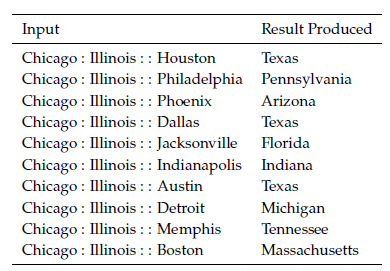 Input Result Produced
Chicago : Illinois : : Houston Texas
Chicago : Illinois : : Philadelphia Pennsylvania
Chicago : Illinois : : Phoenix Arizona
Chicago : Illinois : : Dallas Texas
Chicago : Illinois : : Jacksonville Florida
Chicago : Illinois : : Indianapolis Indiana
Chicago : Illinois : : Austin Texas
Chicago : Illinois : : Detroit Michigan
Chicago : Illinois : : Memphis Tennessee
Chicago : Illinois : : Boston Massachusetts